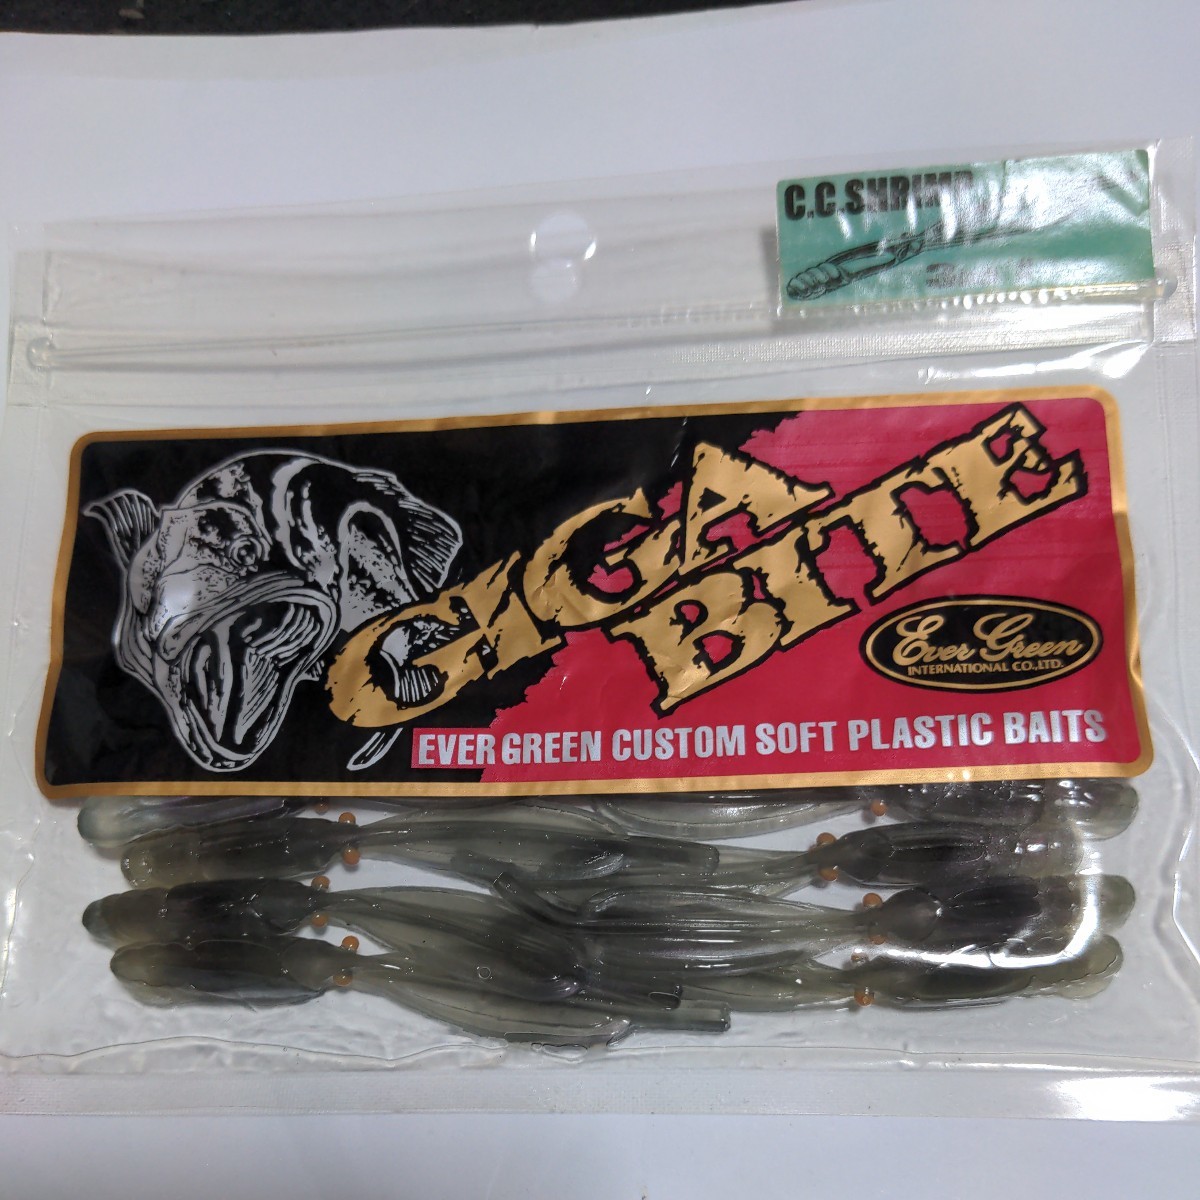 C.C.SHRIMP
GIGA
BITE
Ever Green
INTERNATIONAL CO.,LTD.
EVER GREEN CUSTOM SOFT PLASTIC BAITS